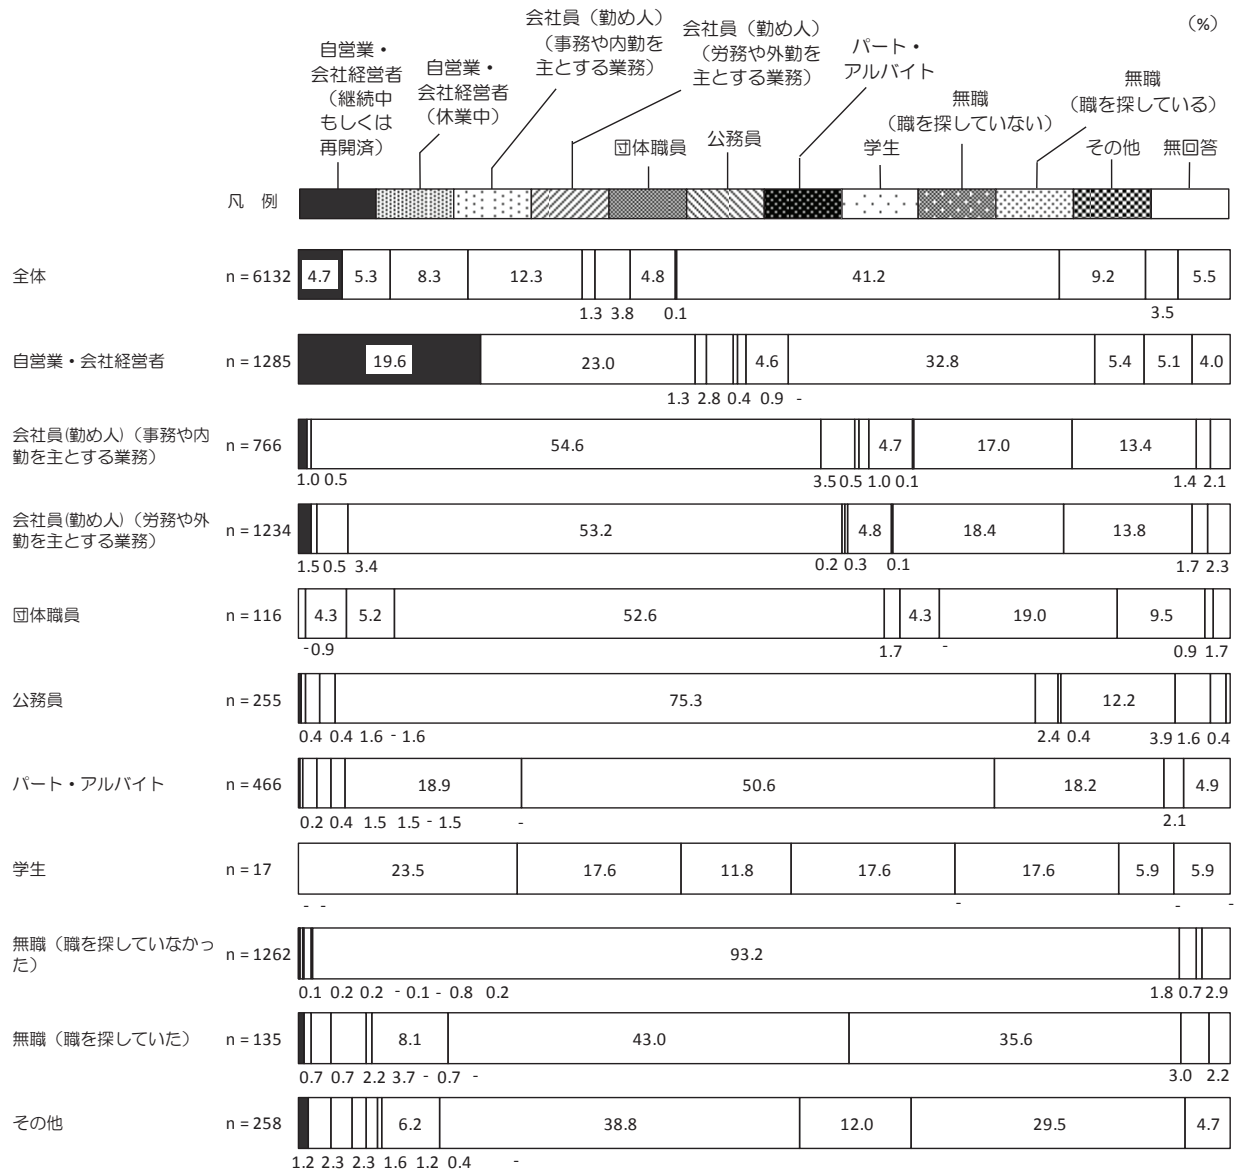 (%)
自営業・
会社経営者
（継続中
もしくは
再開済）
自営業・
会社経営者
（休業中）
会社員（勤め人）
（事務や内勤を
主とする業務）
会社員（勤め人）
（労務や外勤を
主とする業務）
団体職員
公務員
パート・
アルバイト
学生
無職
（職を探していない）
無職
（職を探している）
その他
無回答
凡 例
全体 n = 6132 4.7 5.3 8.3 12.3 4.8 41.2 9.2 5.5
1.3 3.8 0.1 3.5
自営業・会社経営者 n = 1285 19.6 23.0 4.6 32.8 5.4 5.1 4.0
1.3 2.8 0.4 0.9 -
会社員(勤め人)（事務や内
勤を主とする業務） n = 766 54.6 4.7 17.0 13.4
1.0 0.5 3.5 0.5 1.0 0.1 1.4 2.1
会社員(勤め人)（労務や外
勤を主とする業務） n = 1234 53.2 4.8 18.4 13.8
1.5 0.5 3.4 0.2 0.3 0.1 1.7 2.3
団体職員 n = 116 4.3 5.2 52.6 4.3 19.0 9.5
- 0.9 1.7 - 0.9 1.7
公務員 n = 255 75.3 12.2
0.4 0.4 1.6 - 1.6 2.4 0.4 3.9 1.6 0.4
パート・アルバイト n = 466 18.9 50.6 18.2 4.9
0.2 0.4 1.5 1.5 - 1.5 - 2.1
学生 n = 17 23.5 17.6 11.8 17.6 17.6 5.9 5.9
- - - - -
無職（職を探していなかっ
た） n = 1262 93.2
0.1 0.2 0.2 - 0.1 - 0.8 0.2 1.8 0.7 2.9
無職（職を探していた） n = 135 8.1 43.0 35.6
0.7 0.7 2.2 3.7 - 0.7 - 3.0 2.2
その他 n = 258 6.2 38.8 12.0 29.5 4.7
1.2 2.3 2.3 1.6 1.2 0.4 -